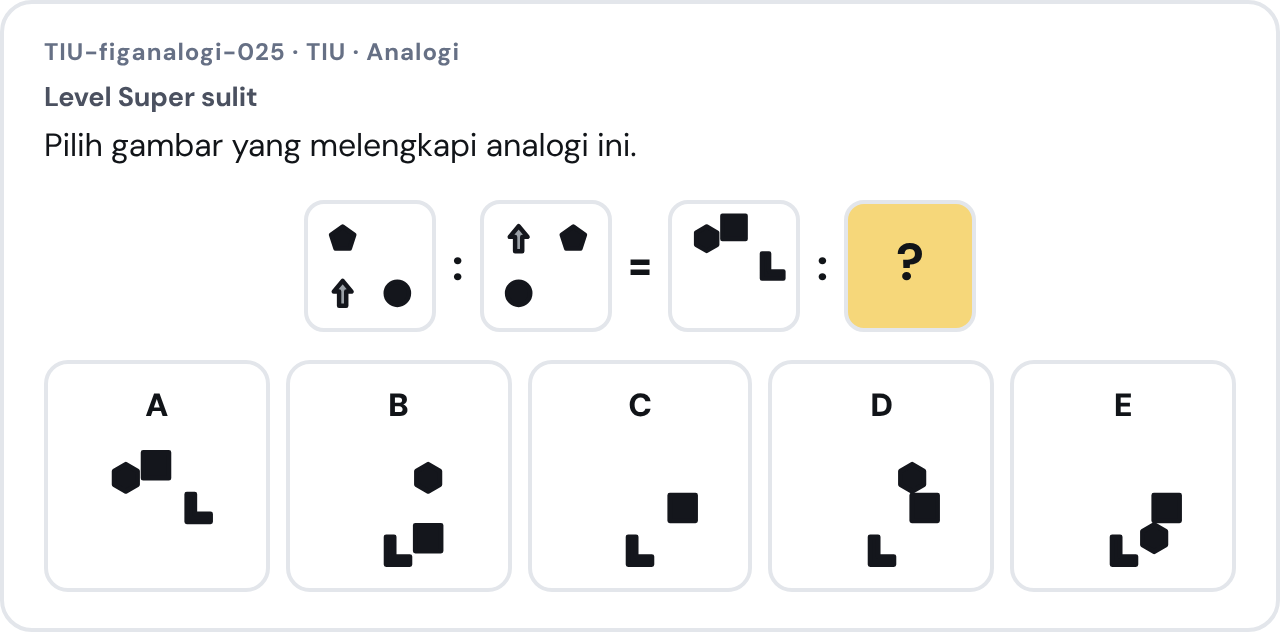 TIU-figanalogi-025 · TIU · Analogi
Level Super sulit
Pilih gambar yang melengkapi analogi ini.
: = : ?
A B C D E